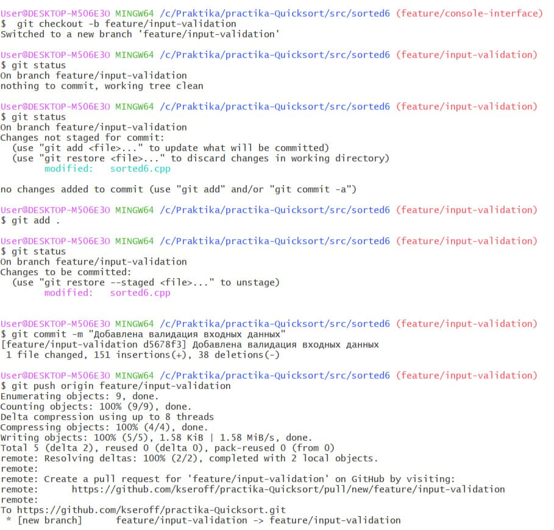 User@DESKTOP-M506E3O MINGW64 /c/Praktika/practika-Quicksort/src/sorted6 (feature/console-interface)
$  git checkout -b feature/input-validation
Switched to a new branch 'feature/input-validation'

User@DESKTOP-M506E3O MINGW64 /c/Praktika/practika-Quicksort/src/sorted6 (feature/input-validation)
$ git status
On branch feature/input-validation
nothing to commit, working tree clean

User@DESKTOP-M506E3O MINGW64 /c/Praktika/practika-Quicksort/src/sorted6 (feature/input-validation)
$ git status
On branch feature/input-validation
Changes not staged for commit:
  (use "git add <file>..." to update what will be committed)
  (use "git restore <file>..." to discard changes in working directory)
        modified:   sorted6.cpp

no changes added to commit (use "git add" and/or "git commit -a")

User@DESKTOP-M506E3O MINGW64 /c/Praktika/practika-Quicksort/src/sorted6 (feature/input-validation)
$ git add .

User@DESKTOP-M506E3O MINGW64 /c/Praktika/practika-Quicksort/src/sorted6 (feature/input-validation)
$ git status
On branch feature/input-validation
Changes to be committed:
  (use "git restore --staged <file>..." to unstage)
        modified:   sorted6.cpp

User@DESKTOP-M506E3O MINGW64 /c/Praktika/practika-Quicksort/src/sorted6 (feature/input-validation)
$ git commit -m "Добавлена валидация входных данных"
[feature/input-validation d5678f3] Добавлена валидация входных данных
 1 file changed, 151 insertions(+), 38 deletions(-)

User@DESKTOP-M506E3O MINGW64 /c/Praktika/practika-Quicksort/src/sorted6 (feature/input-validation)
$ git push origin feature/input-validation
Enumerating objects: 9, done.
Counting objects: 100% (9/9), done.
Delta compression using up to 8 threads
Compressing objects: 100% (4/4), done.
Writing objects: 100% (5/5), 1.58 KiB | 1.58 MiB/s, done.
Total 5 (delta 2), reused 0 (delta 0), pack-reused 0 (from 0)
remote: Resolving deltas: 100% (2/2), completed with 2 local objects.
remote:
remote: Create a pull request for 'feature/input-validation' on GitHub by visiting:
remote:      https://github.com/kseroff/practika-Quicksort/pull/new/feature/input-validation
remote:
To https://github.com/kseroff/practika-Quicksort.git
 * [new branch]      feature/input-validation -> feature/input-validation